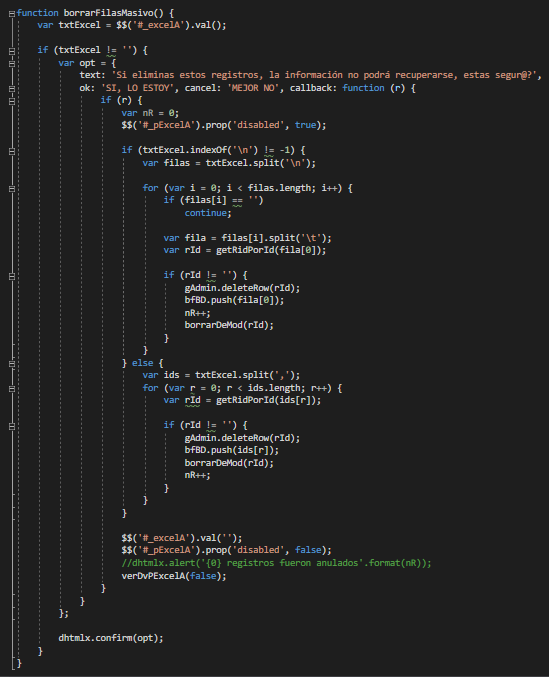 function borrarFilasMasivo() {
    var txtExcel = $$('#_excelA').val();

    if (txtExcel != '') {
        var opt = {
            text: 'Si eliminas estos registros, la información no podrá recuperarse, estas segur@?',
            ok: 'SI, LO ESTOY', cancel: 'MEJOR NO', callback: function (r) {
                if (r) {
                    var nR = 0;
                    $$('#_pExcelA').prop('disabled', true);

                    if (txtExcel.indexOf('\n') != -1) {
                        var filas = txtExcel.split('\n');

                        for (var i = 0; i < filas.length; i++) {
                            if (filas[i] == '')
                                continue;

                            var fila = filas[i].split('\t');
                            var rId = getRidPorId(fila[0]);

                            if (rId != '') {
                                gAdmin.deleteRow(rId);
                                bfBD.push(fila[0]);
                                nR++;
                                borrarDeMod(rId);
                            }
                        }
                    } else {
                        var ids = txtExcel.split(',');
                        for (var r = 0; r < ids.length; r++) {
                            var rId = getRidPorId(ids[r]);

                            if (rId != '') {
                                gAdmin.deleteRow(rId);
                                bfBD.push(ids[r]);
                                borrarDeMod(rId);
                                nR++;
                            }
                        }
                    }

                    $$('#_excelA').val('');
                    $$('#_pExcelA').prop('disabled', false);
                    //dhtmlx.alert('{0} registros fueron anulados'.format(nR));
                    verDvPExcelA(false);
                }
            }
        };

        dhtmlx.confirm(opt);
    }
}